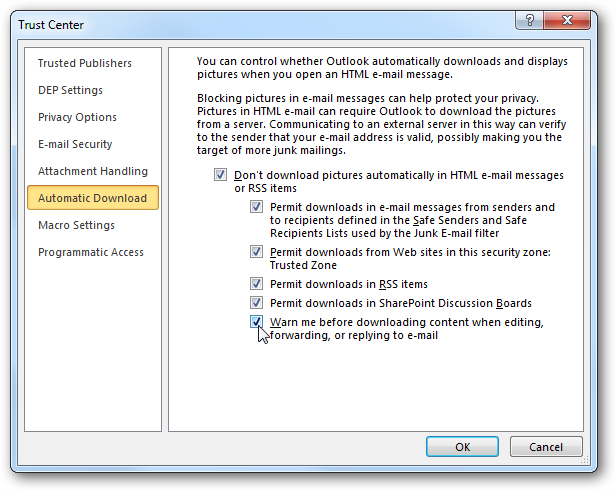 Trust Center
Trusted Publishers
DEP Settings
Privacy Options
E-mail Security
Attachment Handling
Automatic Download
Macro Settings
Programmatic Access
You can control whether Outlook automatically downloads and displays
pictures when you open an HTML e-mail message.
Blocking pictures in e-mail messages can help protect your privacy.
Pictures in HTML e-mail can require Outlook to download the pictures
from a server. Communicating to an external server in this way can verify
to the sender that your e-mail address is valid, possibly making you the
target of more junk mailings.
Don't download pictures automatically in HTML e-mail messages
or RSS items
Permit downloads in e-mail messages from senders and
to recipients defined in the Safe Senders and Safe
Recipients Lists used by the Junk E-mail filter
Permit downloads from Web sites in this security zone:
Trusted Zone
Permit downloads in RSS items
Permit downloads in SharePoint Discussion Boards
Warn me before downloading content when editing,
forwarding, or replying to e-mail
OK
Cancel